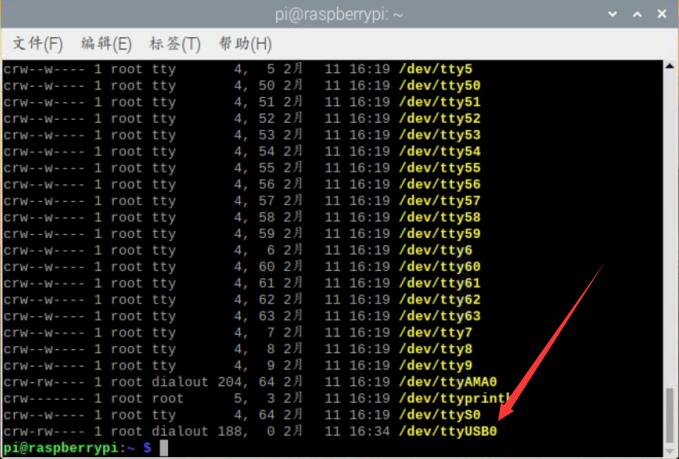 pi@raspberrypi: ~
文件(F) 编辑(E) 标签(T) 帮助(H)
crw--w---- 1 root tty 4, 5 2月 11 16:19 /dev/tty5
crw--w---- 1 root tty 4, 50 2月 11 16:19 /dev/tty50
crw--w---- 1 root tty 4, 51 2月 11 16:19 /dev/tty51
crw--w---- 1 root tty 4, 52 2月 11 16:19 /dev/tty52
crw--w---- 1 root tty 4, 53 2月 11 16:19 /dev/tty53
crw--w---- 1 root tty 4, 54 2月 11 16:19 /dev/tty54
crw--w---- 1 root tty 4, 55 2月 11 16:19 /dev/tty55
crw--w---- 1 root tty 4, 56 2月 11 16:19 /dev/tty56
crw--w---- 1 root tty 4, 57 2月 11 16:19 /dev/tty57
crw--w---- 1 root tty 4, 58 2月 11 16:19 /dev/tty58
crw--w---- 1 root tty 4, 59 2月 11 16:19 /dev/tty59
crw--w---- 1 root tty 4, 6 2月 11 16:19 /dev/tty6
crw--w---- 1 root tty 4, 60 2月 11 16:19 /dev/tty60
crw--w---- 1 root tty 4, 61 2月 11 16:19 /dev/tty61
crw--w---- 1 root tty 4, 62 2月 11 16:19 /dev/tty62
crw--w---- 1 root tty 4, 63 2月 11 16:19 /dev/tty63
crw--w---- 1 root tty 4, 7 2月 11 16:19 /dev/tty7
crw--w---- 1 root tty 4, 8 2月 11 16:19 /dev/tty8
crw--w---- 1 root tty 4, 9 2月 11 16:19 /dev/tty9
crw-rw---- 1 root dialout 204, 64 2月 11 16:19 /dev/ttyAMA0
crw------- 1 root root 5, 3 2月 11 16:19 /dev/ttyprintk
crw--w---- 1 root tty 4, 64 2月 11 16:19 /dev/ttyS0
crw-rw---- 1 root dialout 188, 0 2月 11 16:34 /dev/ttyUSB0
pi@raspberrypi:~ $